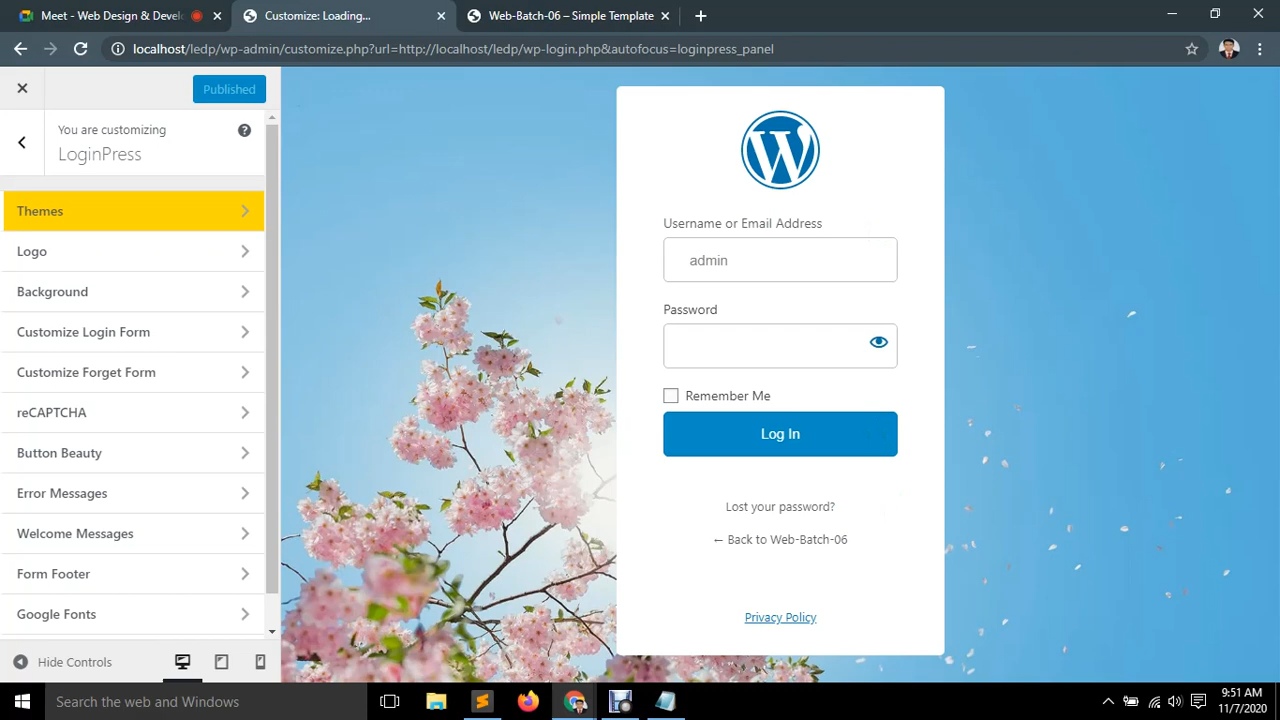 Meet - Web Design & Develo
Customize: Loading...
Web-Batch-06 – Simple Template
localhost/ledp/wp-admin/customize.php?url=http://localhost/ledp/wp-login.php&autofocus=loginpress_panel
Published
You are customizing
LoginPress
Themes
Logo
Background
Customize Login Form
Customize Forget Form
reCAPTCHA
Button Beauty
Error Messages
Welcome Messages
Form Footer
Google Fonts
Hide Controls
Username or Email Address
admin
Password
Remember Me
Log In
Lost your password?
← Back to Web-Batch-06
Privacy Policy
Search the web and Windows
9:51 AM
11/7/2020